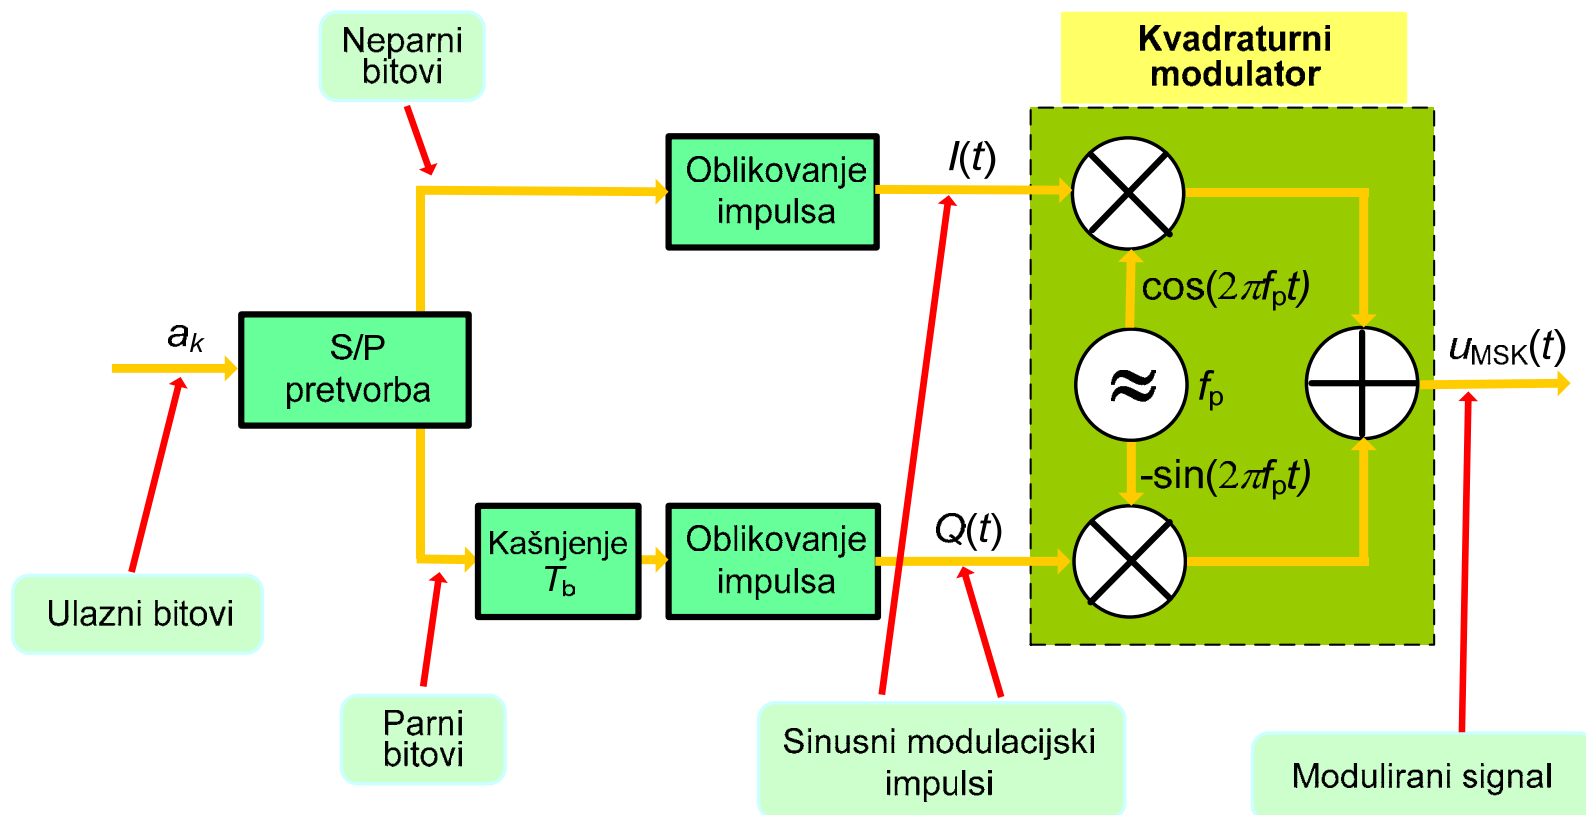 Neparni
bitovi
Kvadraturni
modulator
Oblikovanje
impulsa
I(t)
cos(2πfpt)
ak
S/P
pretvorba
≈
fp
uMSK(t)
-sin(2πfpt)
Kašnjenje
Tb
Oblikovanje
impulsa
Q(t)
Ulazni bitovi
Parni
bitovi
Sinusni modulacijski
impulsi
Modulirani signal